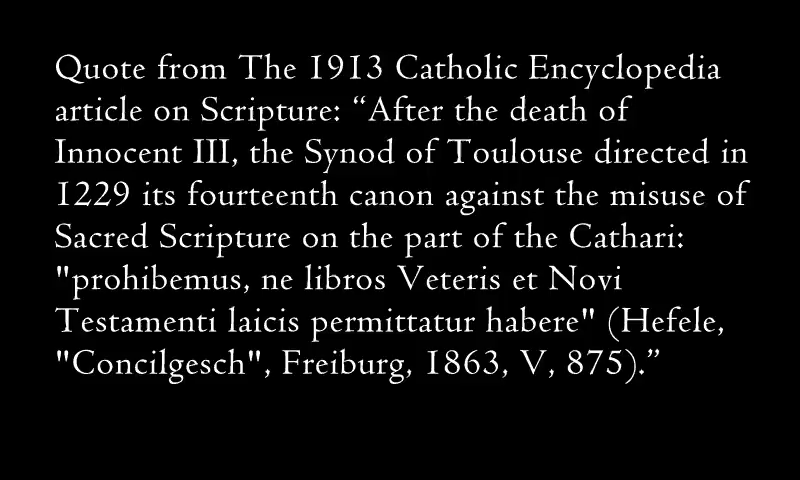 Quote from The 1913 Catholic Encyclopedia
article on Scripture: “After the death of
Innocent III, the Synod of Toulouse directed in
1229 its fourteenth canon against the misuse of
Sacred Scripture on the part of the Cathari:
"prohibemus, ne libros Veteris et Novi
Testamenti laicis permittatur habere" (Hefele,
"Concilgesch", Freiburg, 1863, V, 875).”